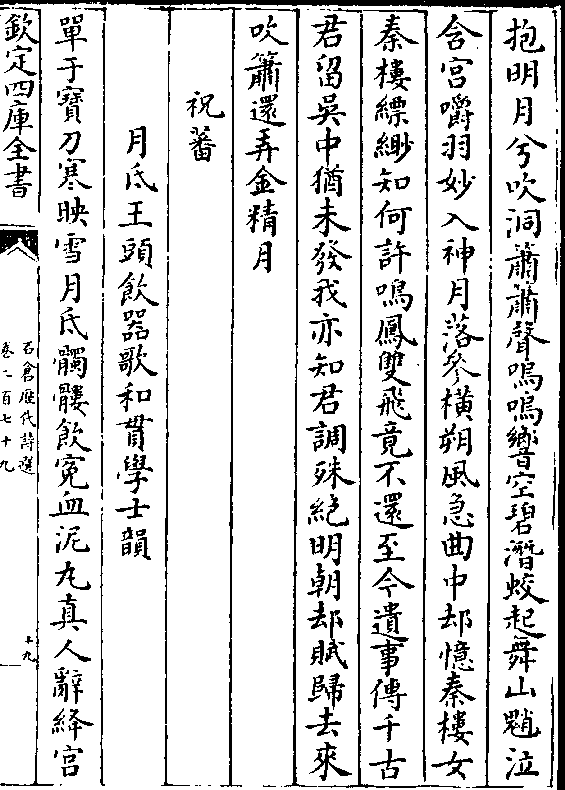 抱明月兮吹洞簫簫聲嗚嗚響空碧潛蛟起舞山魈泣
含宮嚼羽妙入神月落參橫朔風急曲中却憶秦樓女
秦樓縹緲知何許鳴鳳雙飛竟不還至今遺事傳千古
君留吳中猶未發我亦知君調殊絶明朝却賦歸去來
吹簫還弄金精月
祝蕃
月氐王頭飲器歌和貫學士韻
單于寶刀寒映雪月氐髑髏飲寃血泥丸真人辭絳宫
欽定四庫全書
石倉歷代詩選
卷二百七十九
十九